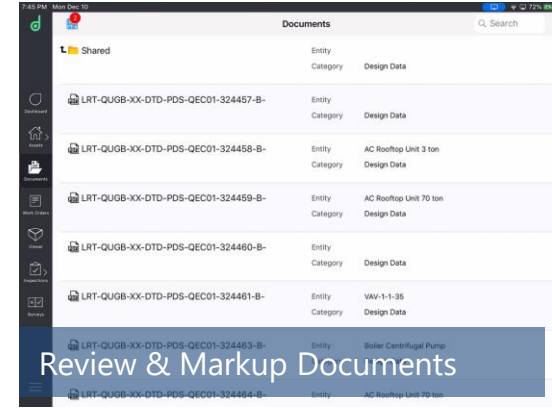 7:45 PM Mon Dec 10 72%
2 Documents Search
Shared Entity
Category Design Data
LRT-QUGB-XX-DTD-PDS-QEC01-324457-B- Entity
Category Design Data
Dashboard
LRT-QUGB-XX-DTD-PDS-QEC01-324458-B- Entity AC Rooftop Unit 3 ton
Assets
Category Design Data
Documents
LRT-QUGB-XX-DTD-PDS-QEC01-324459-B- Entity AC Rooftop Unit 70 ton
Work Orders
Category Design Data
Viewer
LRT-QUGB-XX-DTD-PDS-QEC01-324460-B- Entity
Category Design Data
Inspections
LRT-QUGB-XX-DTD-PDS-QEC01-324461-B- Entity VAV-1-1-35
Surveys
Category Design Data
LRT-QUGB-XX-DTD-PDS-QEC01-324463-B- Entity Boiler Centrifugal Pump
Review & Markup Documents
LRT-QUGB-XX-DTD-PDS-QEC01-324464-B- Entity AC Rooftop Unit 70 ton